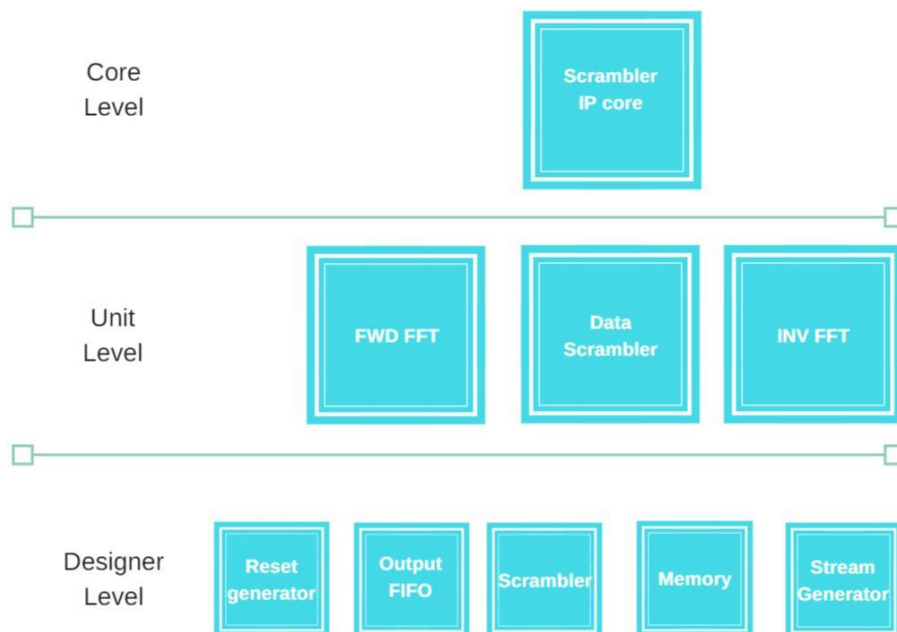 Core
Level
Scrambler
IP core
Unit
Level
FWD FFT
Data
Scrambler
INV FFT
Designer
Level
Reset
generator
Output
FIFO
Scrambler
Memory
Stream
Generator